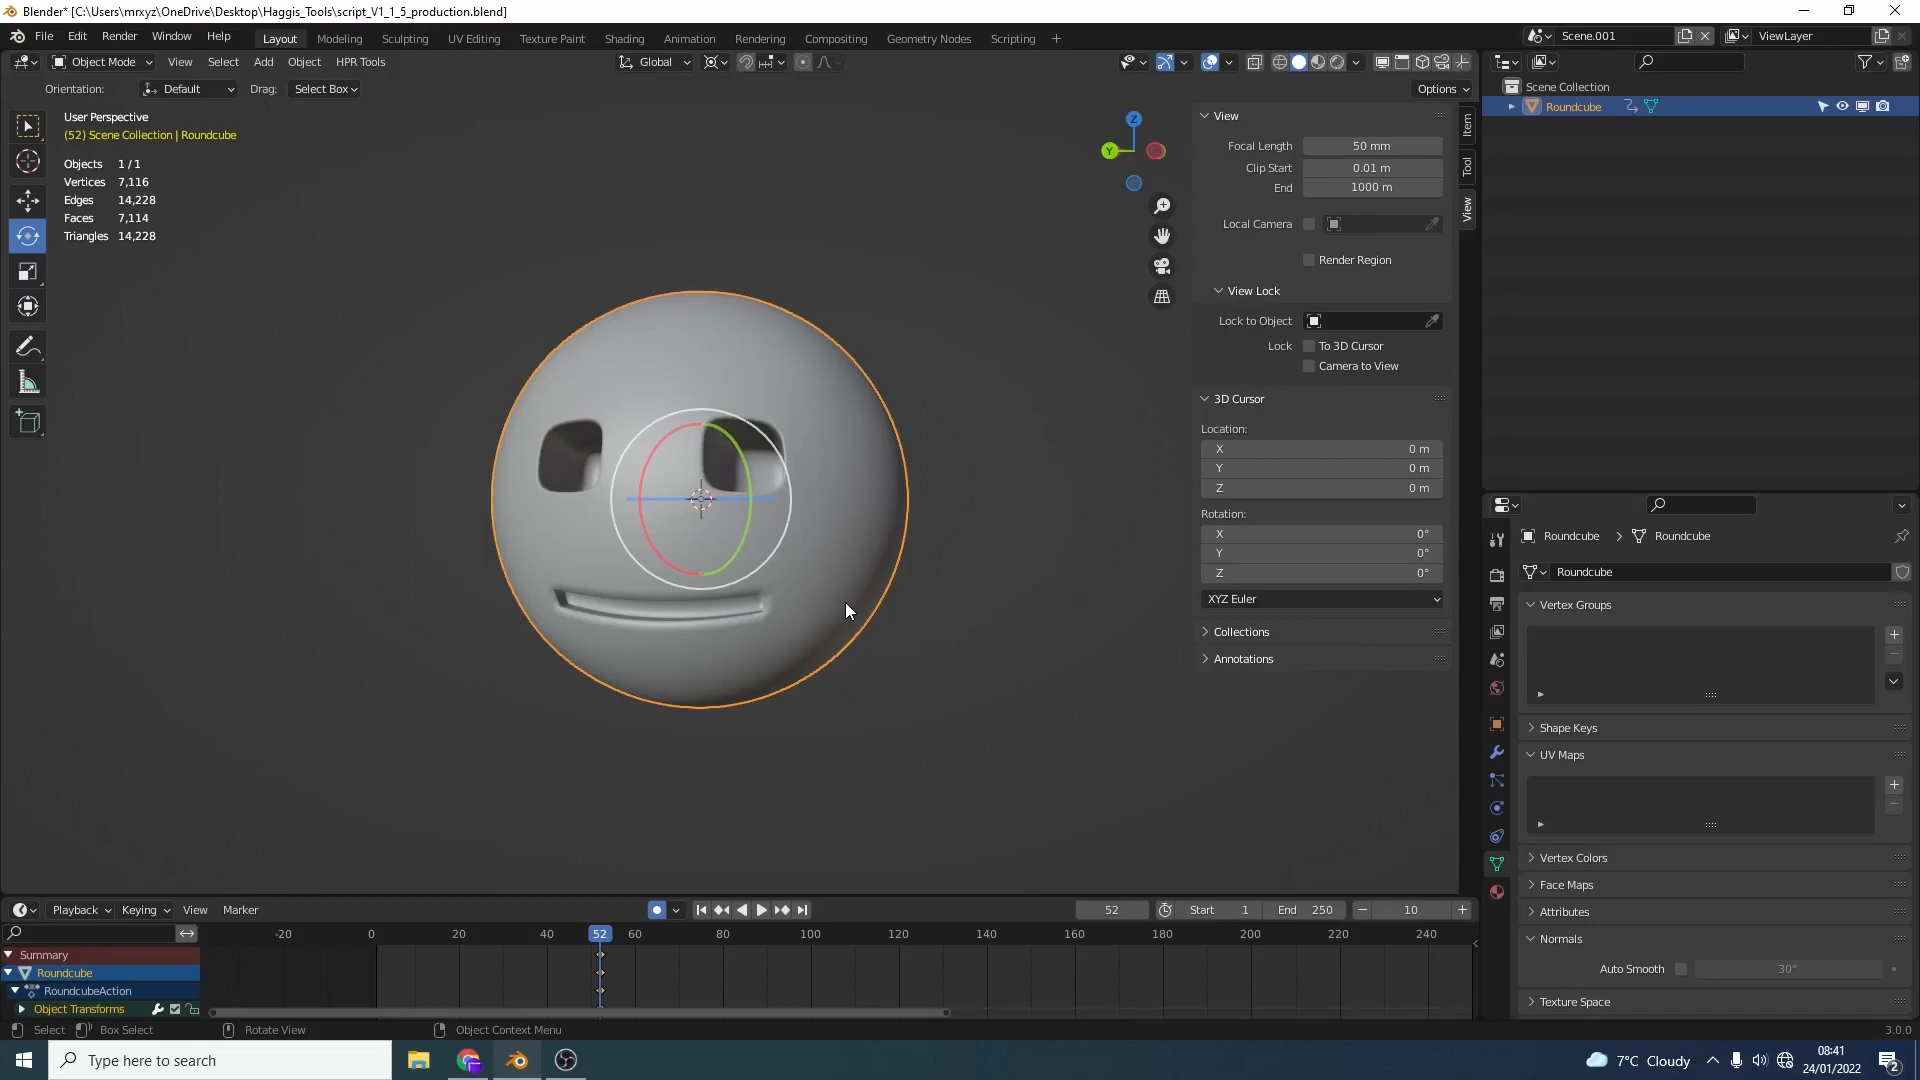 Blender* [C:\Users\mrxyz\OneDrive\Desktop\Haggis_Tools\script_V1_1_5_production.blend]
File Edit Render Window Help Layout Modeling Sculpting UV Editing Texture Paint Shading Animation Rendering Compositing Geometry Nodes Scripting + Scene.001 ViewLayer
Object Mode View Select Add Object HPR Tools Global
Orientation: Default Drag: Select Box Options
User Perspective
(52) Scene Collection | Roundcube
Objects 1 / 1
Vertices 7,116
Edges 14,228
Faces 7,114
Triangles 14,228
Z
Y
View
Focal Length 50 mm
Clip Start 0.01 m
End 1000 m
Local Camera
Render Region
View Lock
Lock to Object
Lock To 3D Cursor
Camera to View
3D Cursor
Location:
X 0 m
Y 0 m
Z 0 m
Rotation:
X 0°
Y 0°
Z 0°
XYZ Euler
Collections
Annotations
Item
Tool
View
Scene Collection
Roundcube
Roundcube Roundcube
Roundcube
Vertex Groups
Shape Keys
UV Maps
Vertex Colors
Face Maps
Attributes
Normals
Auto Smooth 30°
Texture Space
Playback Keying View Marker 52 Start 1 End 250 10
-20 0 20 40 52 60 80 100 120 140 160 180 200 220 240
Summary
Roundcube
RoundcubeAction
Object Transforms
Select Box Select Rotate View Object Context Menu 3.0.0
Type here to search 7°C Cloudy
08:41
24/01/2022
2